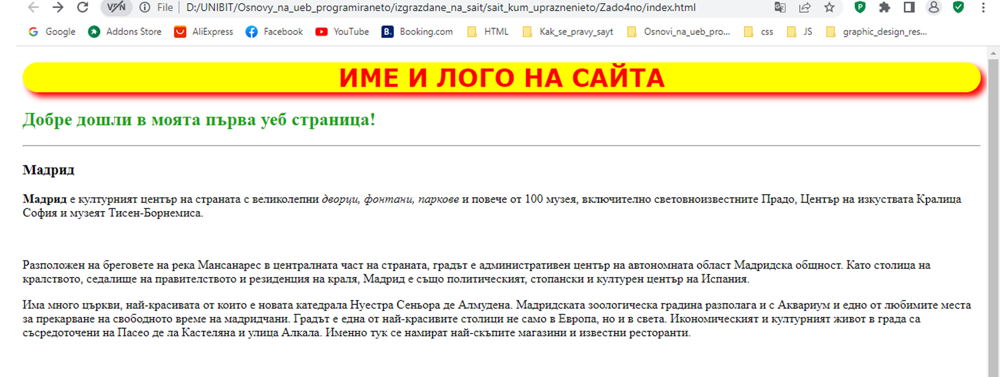 VPN File D:/UNIBIT/Osnovy_na_ueb_programiraneto/izgrazdane_na_sait/sait_kum_upraznenieto/Zado4no/index.html
Google Addons Store AliExpress Facebook YouTube Booking.com HTML Kak_se_pravy_sayt Osnovi_na_ueb_pro... css JS graphic_design_res...
ИМЕ И ЛОГО НА САЙТА
Добре дошли в моята първа уеб страница!
Мадрид
Мадрид е културният център на страната с великолепни дворци, фонтани, паркове и повече от 100 музея, включително световноизвестните Прадо, Център на изкуствата Кралица
София и музеят Тисен-Борнемиса.
Разположен на бреговете на река Мансанарес в централната част на страната, градът е административен център на автономната област Мадридска общност. Като столица на
кралството, седалище на правителството и резиденция на краля, Мадрид е също политическият, стопански и културен център на Испания.
Има много църкви, най-красивата от които е новата катедрала Нуестра Сеньора де Алмудена. Мадридската зоологическа градина разполага и с Аквариум и едно от любимите места
за прекарване на свободното време на мадридчани. Градът е една от най-красивите столици не само в Европа, но и в света. Икономическият и културният живот в града са
съсредоточени на Пасео де ла Кастеляна и улица Алкала. Именно тук се намират най-скъпите магазини и известни ресторанти.